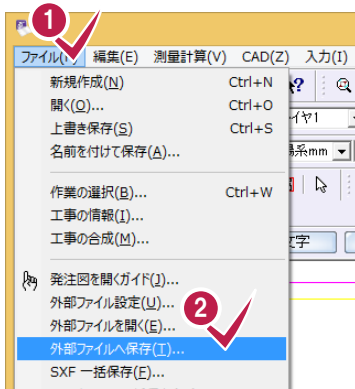 1
ファイル(F) 編集(E) 測量計算(V) CAD(Z) 入力(I)
新規作成(N) Ctrl+N
開く(O)... Ctrl+O
上書き保存(S) Ctrl+S
イヤ1
名前を付けて保存(A)...
場系mm
作業の選択(B)... Ctrl+W
工事の情報(I)...
工事の合成(M)...
文字
発注図を開くガイド(J)...
外部ファイル設定(U)...
2
外部ファイルを開く(E)...
外部ファイルへ保存(T)...
SXF 一括保存(F)...